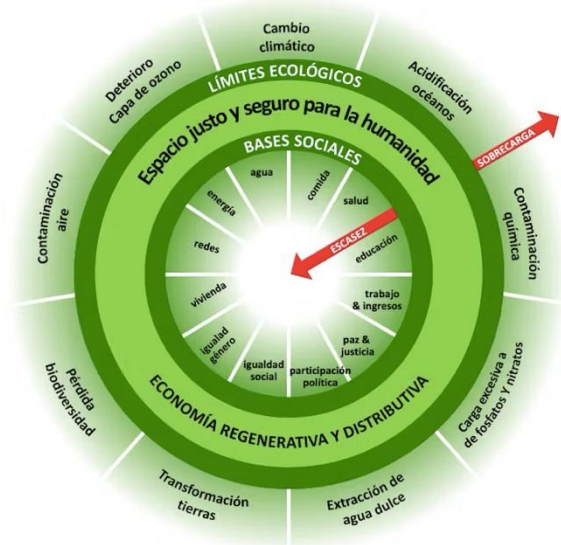 Cambio
climático
Acidificación
océanos
Contaminación
química
Carga excesiva a
de fosfatos Y nitratos
Extracción de
agua dulce
Transformación
tierras
Pérdida
biodiversidad
Contaminación
aire
Deterioro
Capa de ozono
LÍMITES ECOLÓGICOS
SOBRECARGA
Espacio justo y seguro para la humanidad
BASES SOCIALES
agua
comida
salud
ESCASEZ
educación
trabajo
& ingresos
paz &
justicia
participación
política
igualdad
social
igualad
género
vivienda
redes
energía
ECONOMÍA REGENERATIVA Y DISTRIBUTIVA